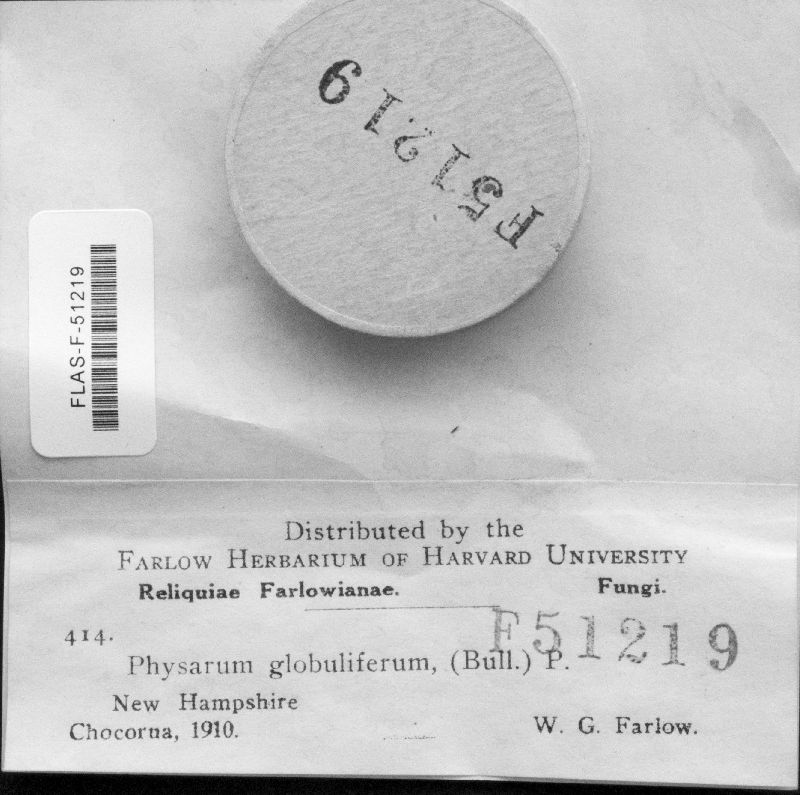 F51219
FLAS-F-51219
Distributed by the
FARLOW HERBARIUM OF HARVARD UNIVERSITY
Reliquiae Farlowianae. Fungi.
F51219
414.
Physarum globuliferum, (Bull.) P.
New Hampshire
Chocorua, 1910. W. G. Farlow.